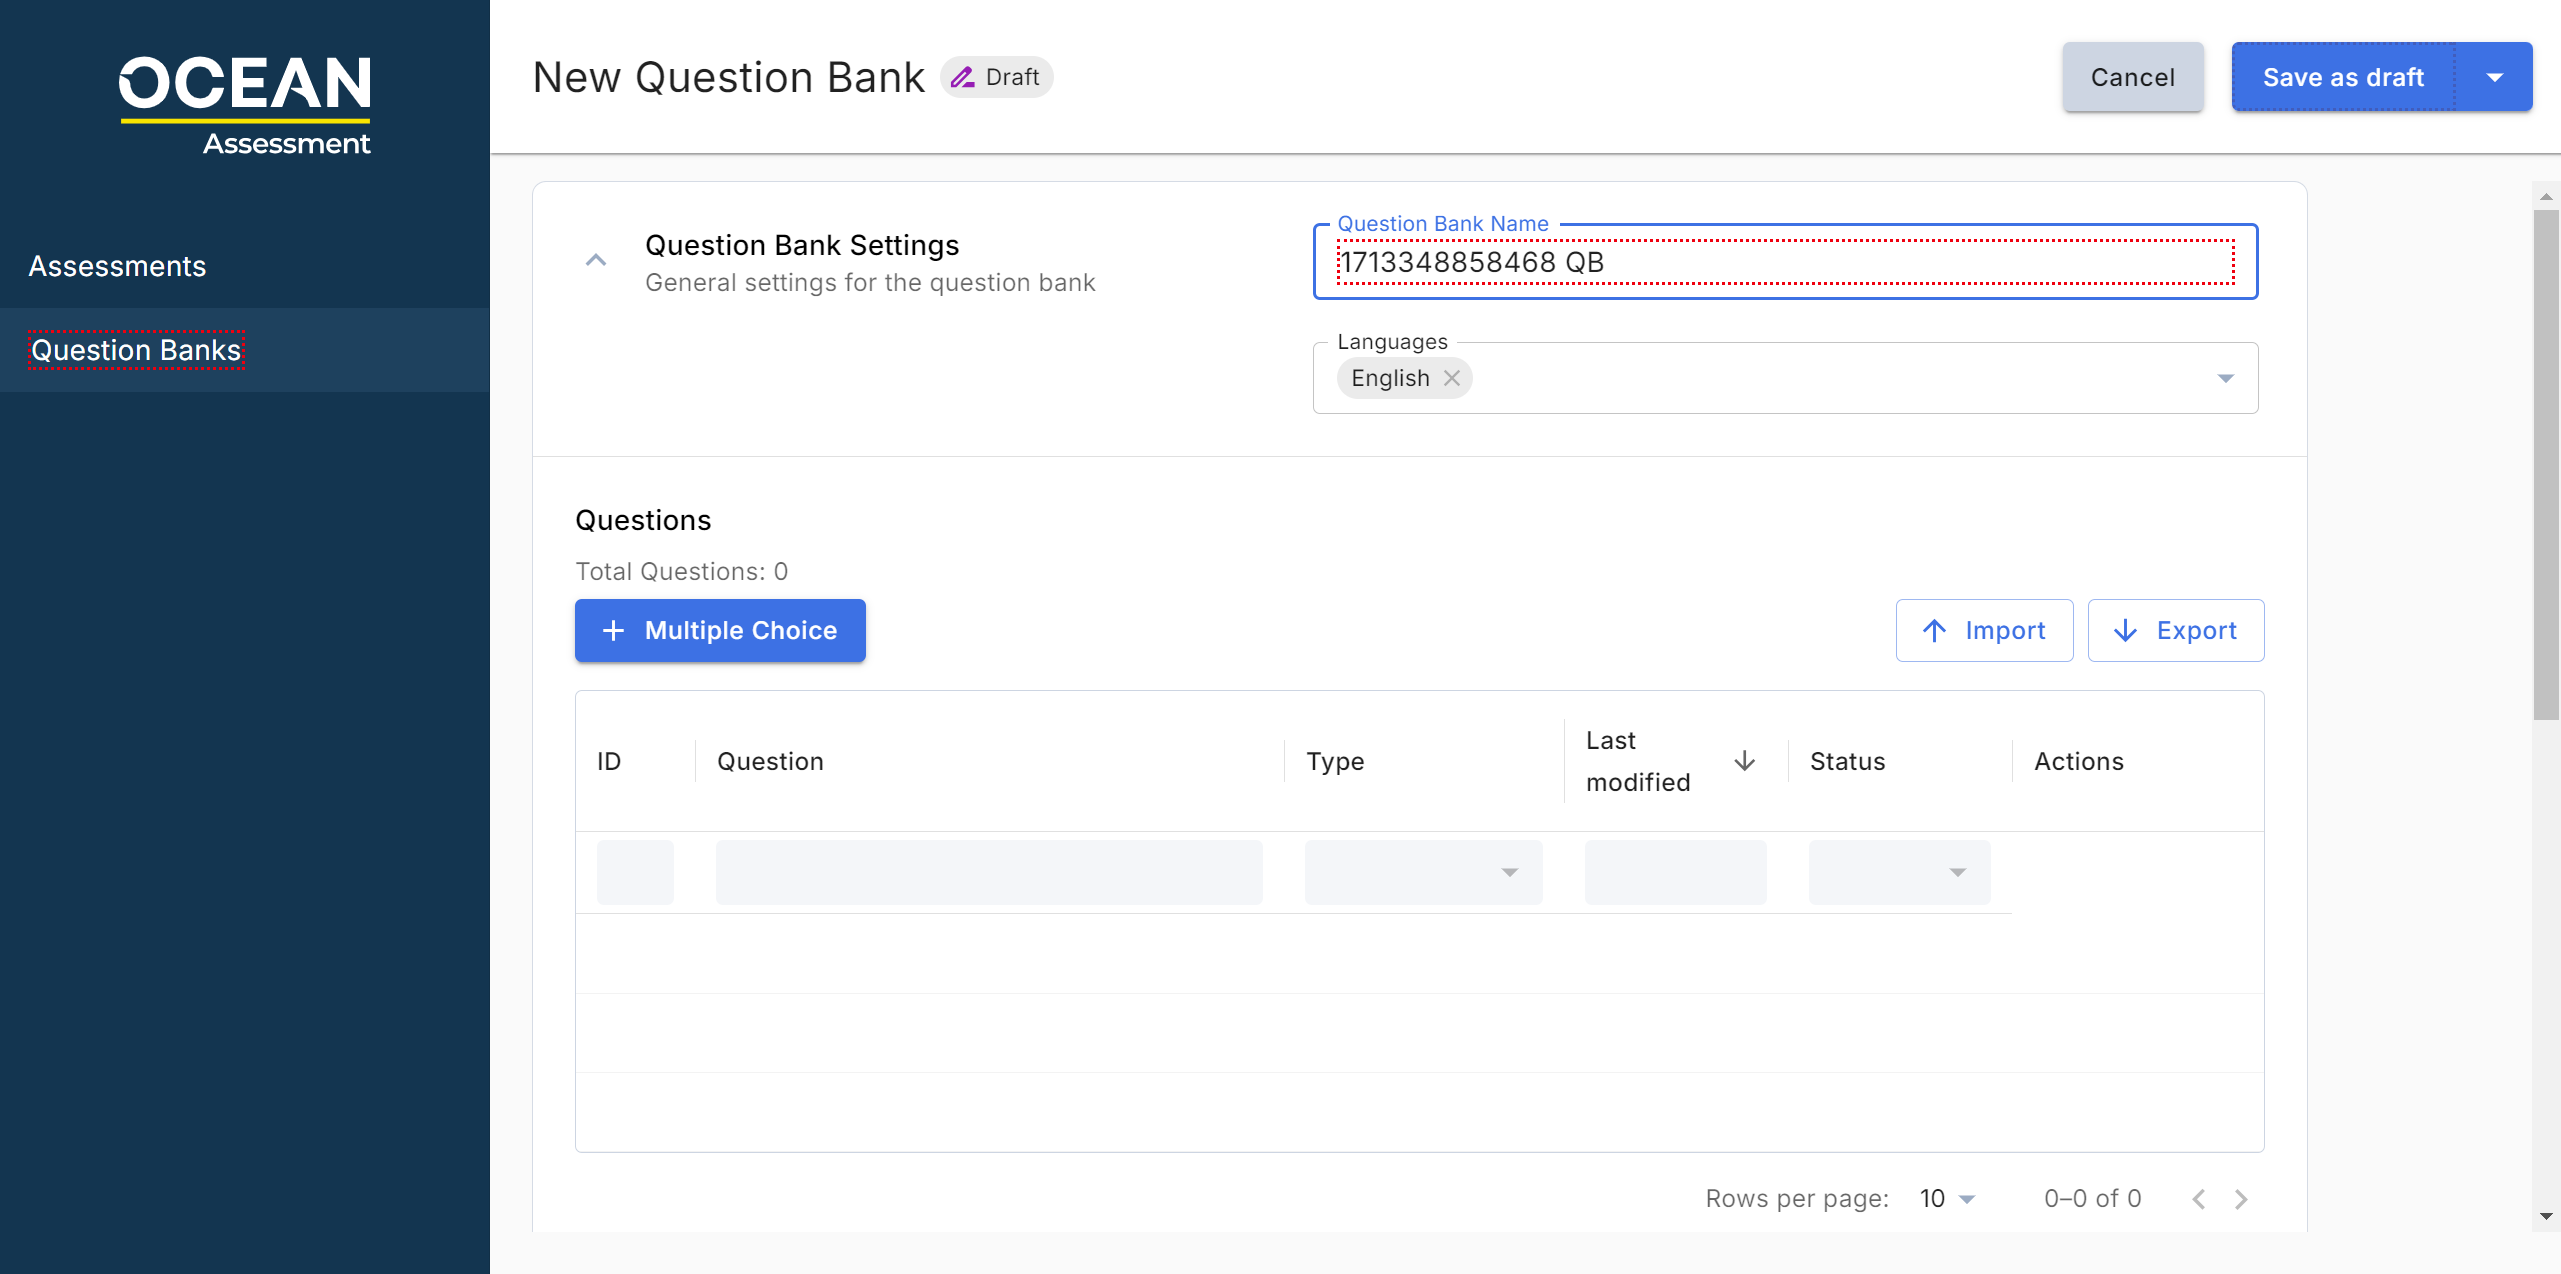 OCEAN
Assessment
Assessments
Question Banks
New Question Bank
Draft
Cancel
Save as draft
Question Bank Settings
General settings for the question bank
Question Bank Name
1713348858468 QB
Languages
English
Questions
Total Questions: 0
Multiple Choice
Import
Export
ID
Question
Type
Last
modified
Status
Actions
Rows per page: 10
0–0 of 0